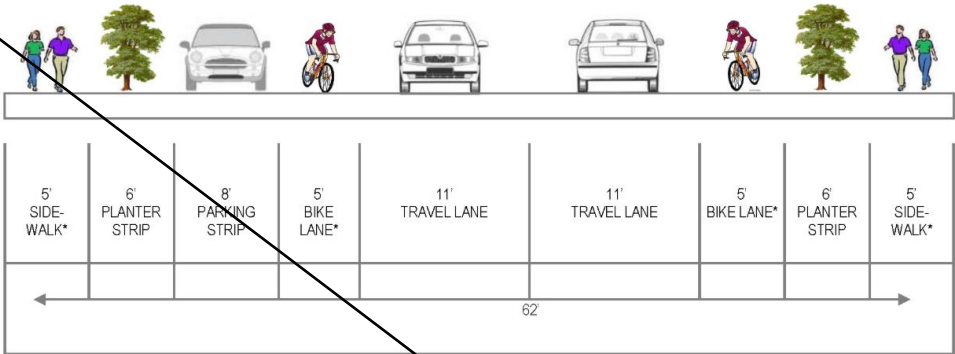 5'
SIDE-
WALK*
6'
PLANTER
STRIP
8'
PARKING
STRIP
5'
BIKE
LANE*
11'
TRAVEL LANE
11'
TRAVEL LANE
5'
BIKE LANE*
6'
PLANTER
STRIP
5'
SIDE-
WALK*
62'